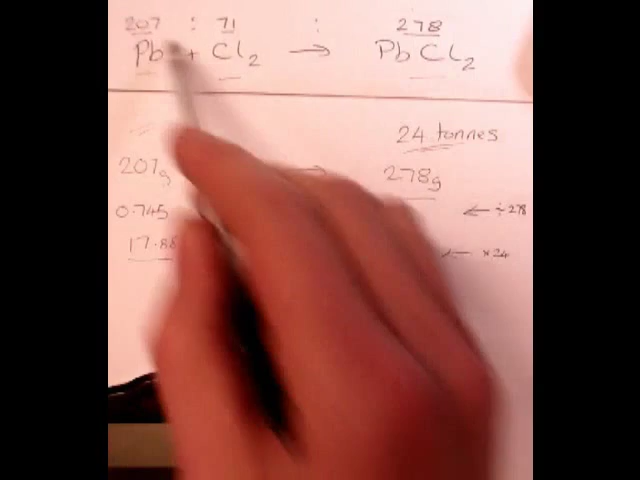 207 : 71 : 278
Pb + Cl₂ → PbCl₂
24 tonnes
207g → 278g
0.745 ← ÷278
17.88 ← ×24